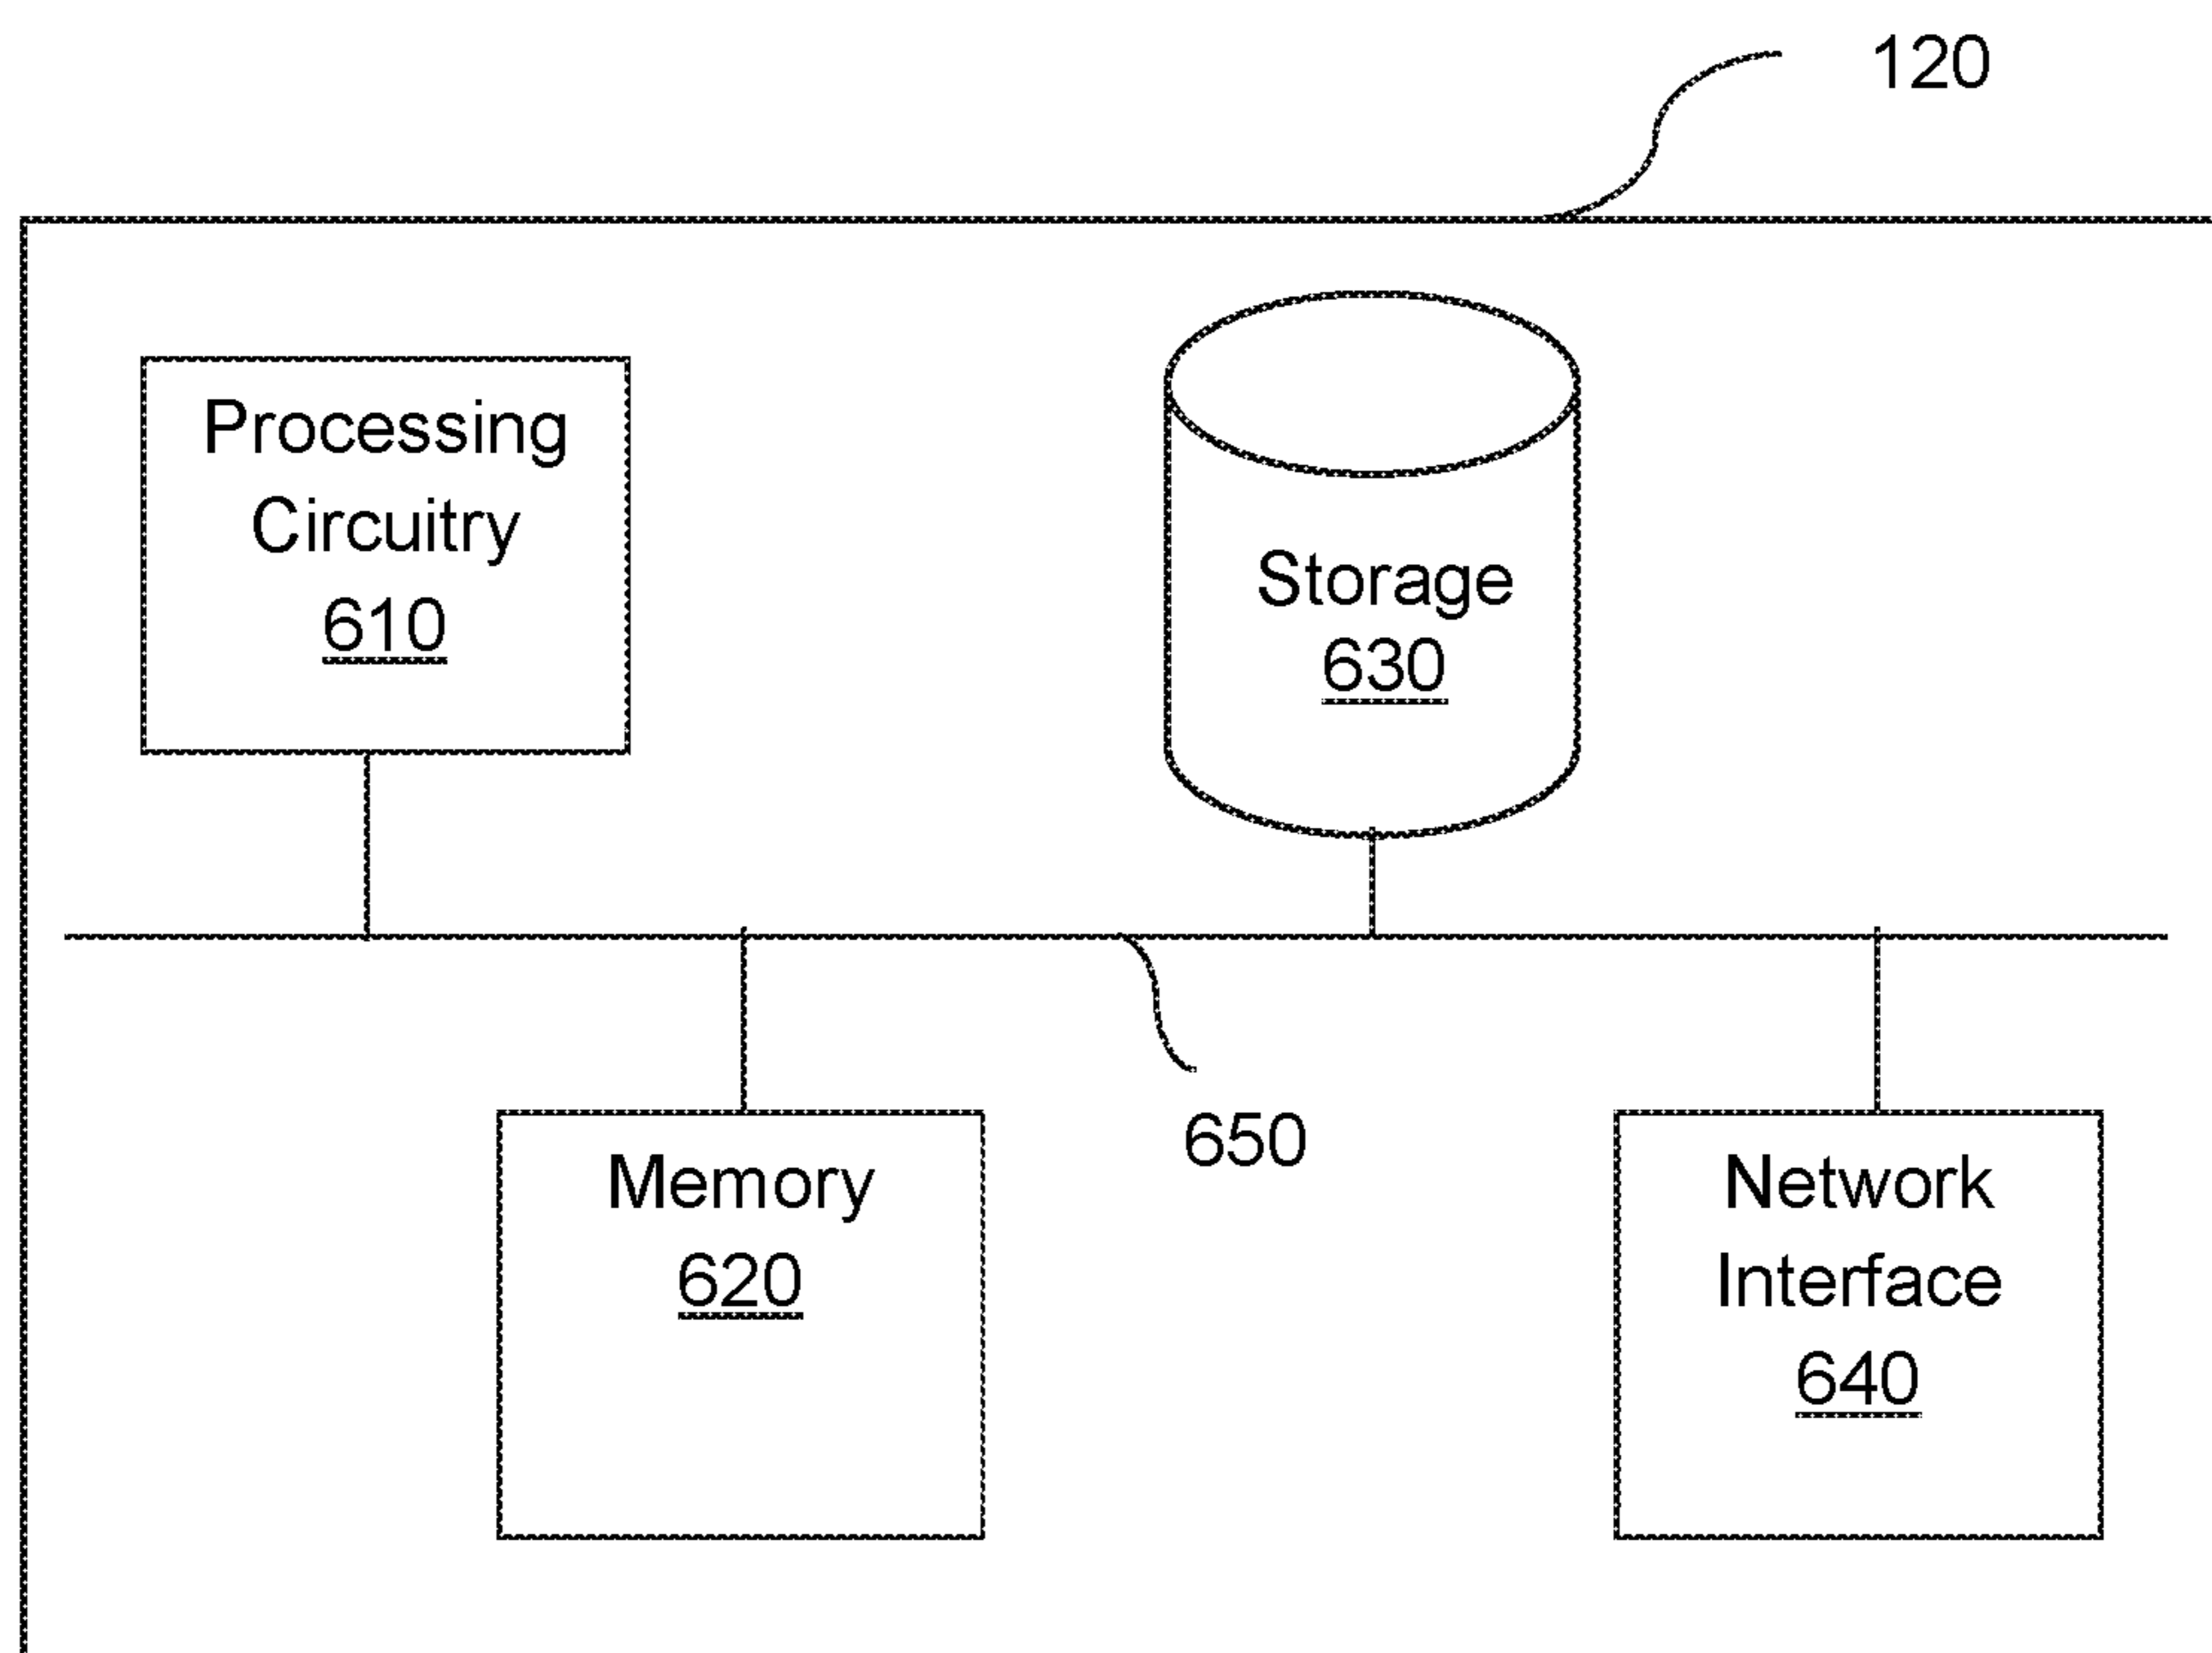 120
Processing
Circuitry
610
Storage
630
650
Memory
620
Network
Interface
640